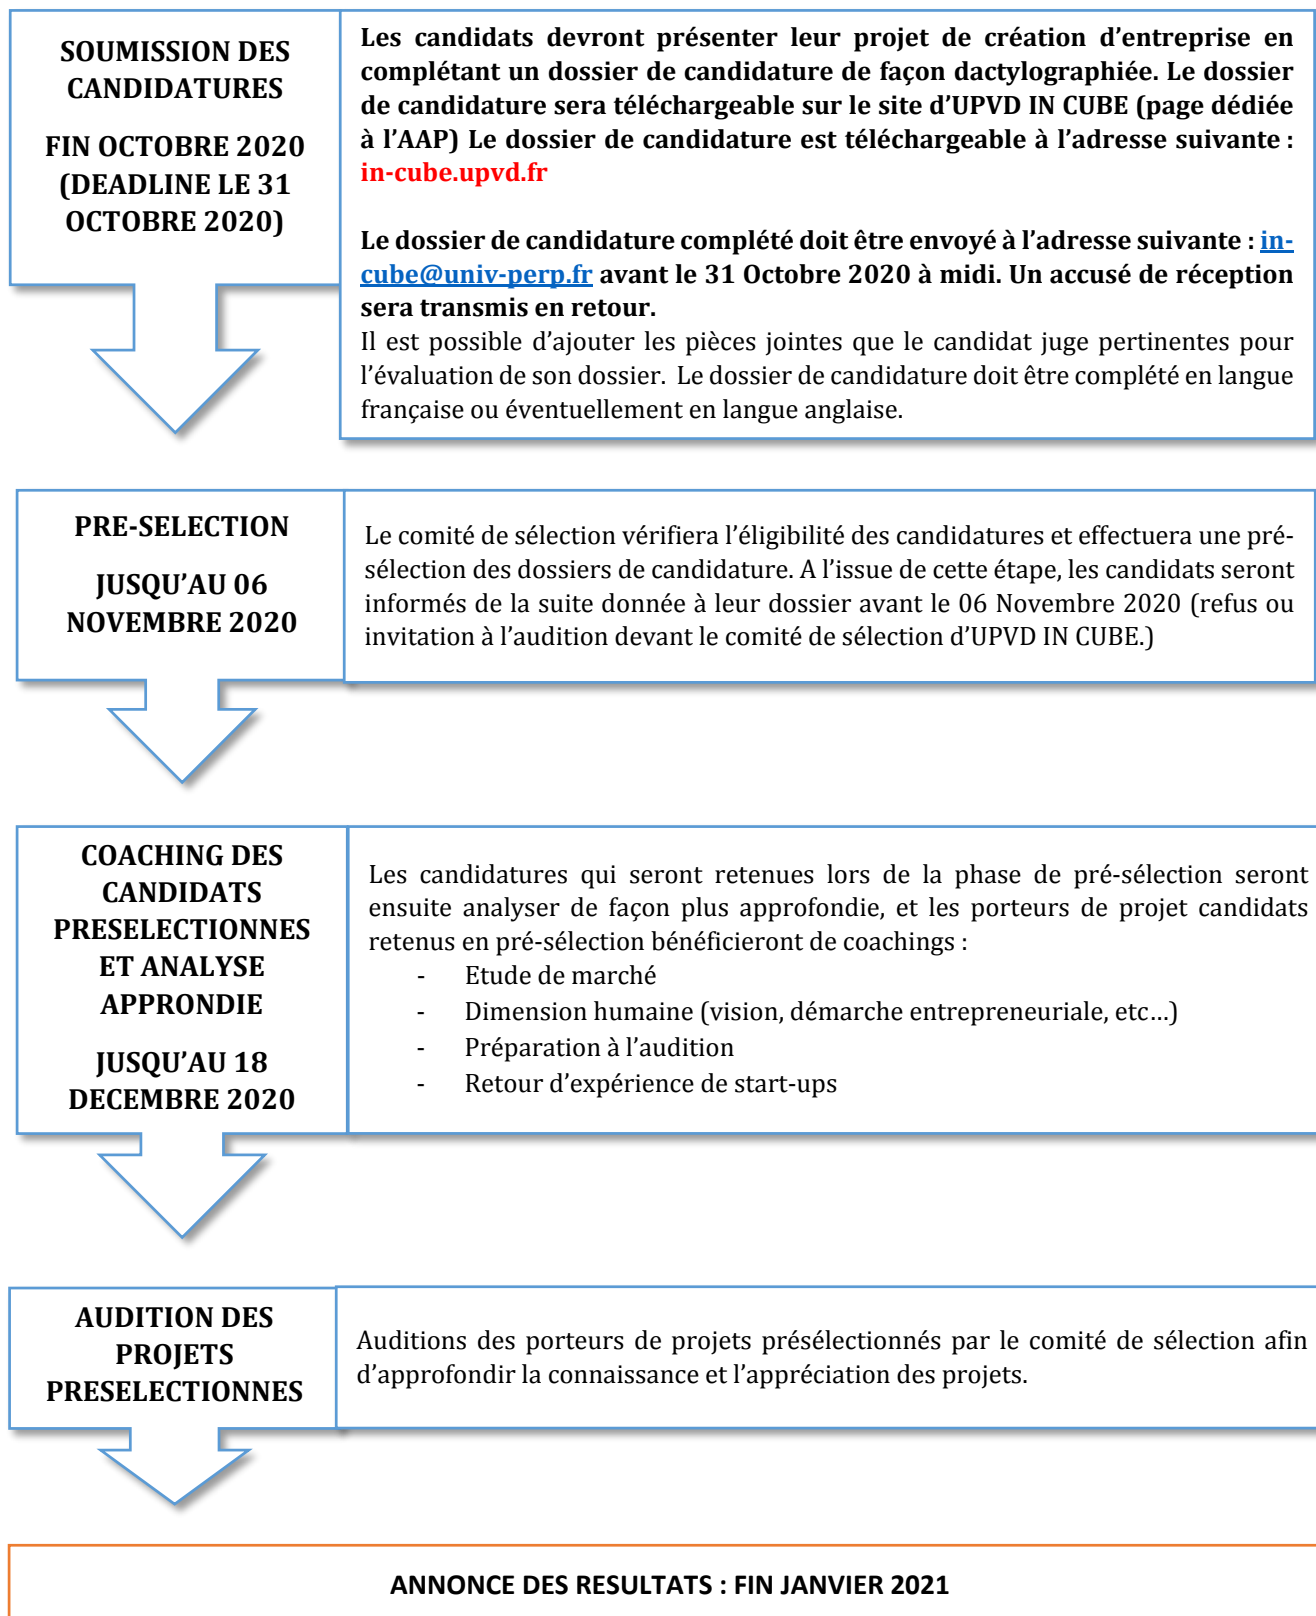 SOUMISSION DES
CANDIDATURES
FIN OCTOBRE 2020
(DEADLINE LE 31
OCTOBRE 2020)
Les candidats devront présenter leur projet de création d’entreprise en
complétant un dossier de candidature de façon dactylographiée. Le dossier
de candidature sera téléchargeable sur le site d’UPVD IN CUBE (page dédiée
à l’AAP) Le dossier de candidature est téléchargeable à l’adresse suivante :
in-cube.upvd.fr
Le dossier de candidature complété doit être envoyé à l’adresse suivante : in-
cube@univ-perp.fr avant le 31 Octobre 2020 à midi. Un accusé de réception
sera transmis en retour.
Il est possible d’ajouter les pièces jointes que le candidat juge pertinentes pour
l’évaluation de son dossier. Le dossier de candidature doit être complété en langue
française ou éventuellement en langue anglaise.
PRE-SELECTION
JUSQU’AU 06
NOVEMBRE 2020
Le comité de sélection vérifiera l’éligibilité des candidatures et effectuera une pré-
sélection des dossiers de candidature. A l’issue de cette étape, les candidats seront
informés de la suite donnée à leur dossier avant le 06 Novembre 2020 (refus ou
invitation à l’audition devant le comité de sélection d’UPVD IN CUBE.)
COACHING DES
CANDIDATS
PRESELECTIONNES
ET ANALYSE
APPRONDIE
JUSQU’AU 18
DECEMBRE 2020
Les candidatures qui seront retenues lors de la phase de pré-sélection seront
ensuite analyser de façon plus approfondie, et les porteurs de projet candidats
retenus en pré-sélection bénéficieront de coachings :
- Etude de marché
- Dimension humaine (vision, démarche entrepreneuriale, etc…)
- Préparation à l’audition
- Retour d’expérience de start-ups
AUDITION DES
PROJETS
PRESELECTIONNES
Auditions des porteurs de projets présélectionnés par le comité de sélection afin
d’approfondir la connaissance et l’appréciation des projets.
ANNONCE DES RESULTATS : FIN JANVIER 2021